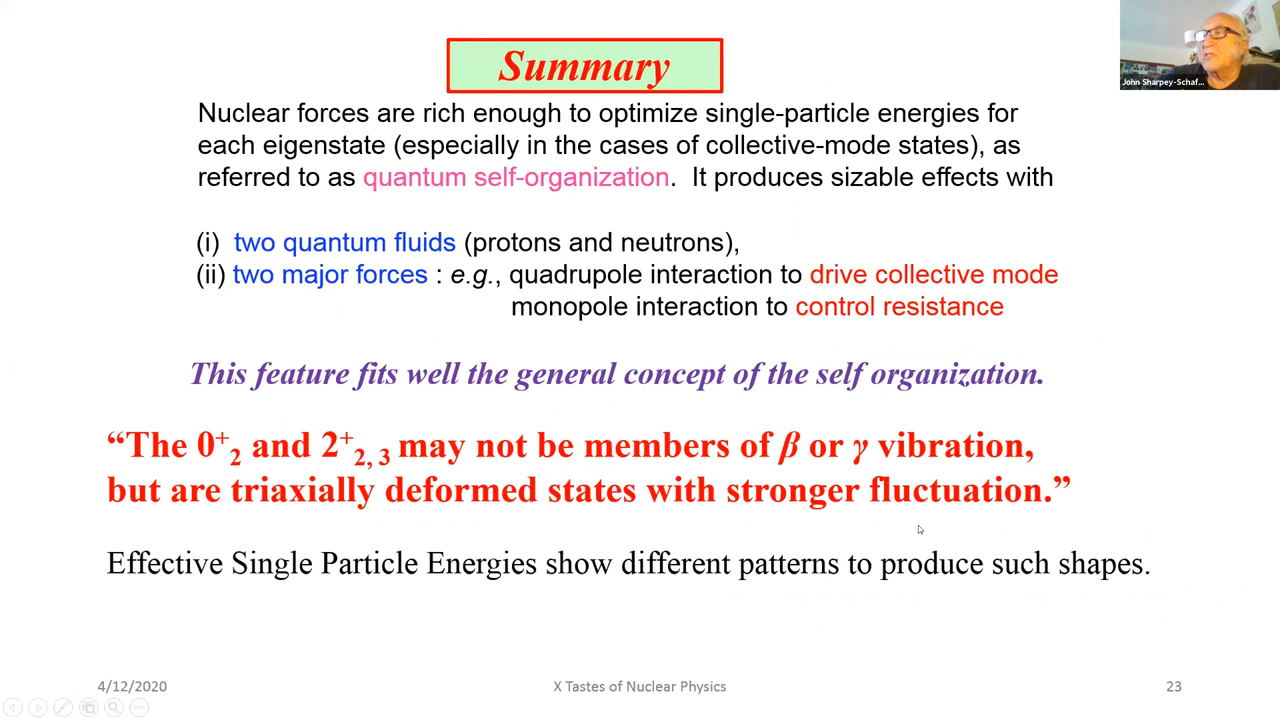 John Sharpey-Schaf...
Summary
Nuclear forces are rich enough to optimize single-particle energies for
each eigenstate (especially in the cases of collective-mode states), as
referred to as quantum self-organization. It produces sizable effects with
(i) two quantum fluids (protons and neutrons),
(ii) two major forces : e.g., quadrupole interaction to drive collective mode
monopole interaction to control resistance
This feature fits well the general concept of the self organization.
“The 0⁺₂ and 2⁺₂,₃ may not be members of β or γ vibration,
but are triaxially deformed states with stronger fluctuation.”
Effective Single Particle Energies show different patterns to produce such shapes.
4/12/2020
X Tastes of Nuclear Physics
23